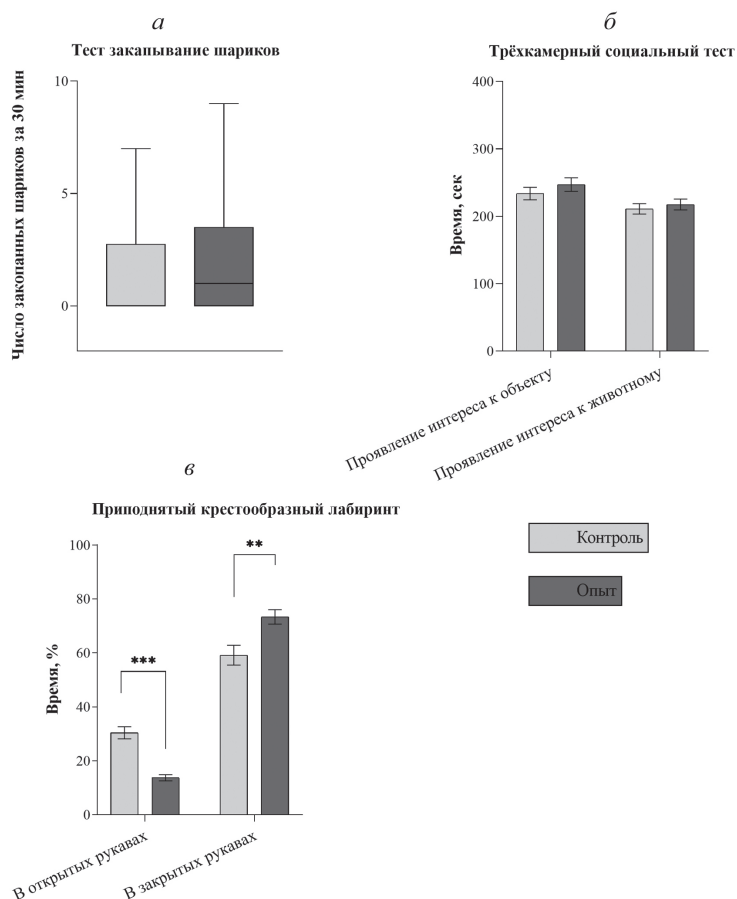 а
Тест закапывание шариков
Число закопанных шариков за 30 мин
10
5
0
б
Трёхкамерный социальный тест
Время, сек
400
300
200
100
0
Проявление интереса к объекту
Проявление интереса к животному
в
Приподнятый крестообразный лабиринт
Время, %
100
80
60
40
20
0
***
**
В открытых рукавах
В закрытых рукавах
Контроль
Опыт